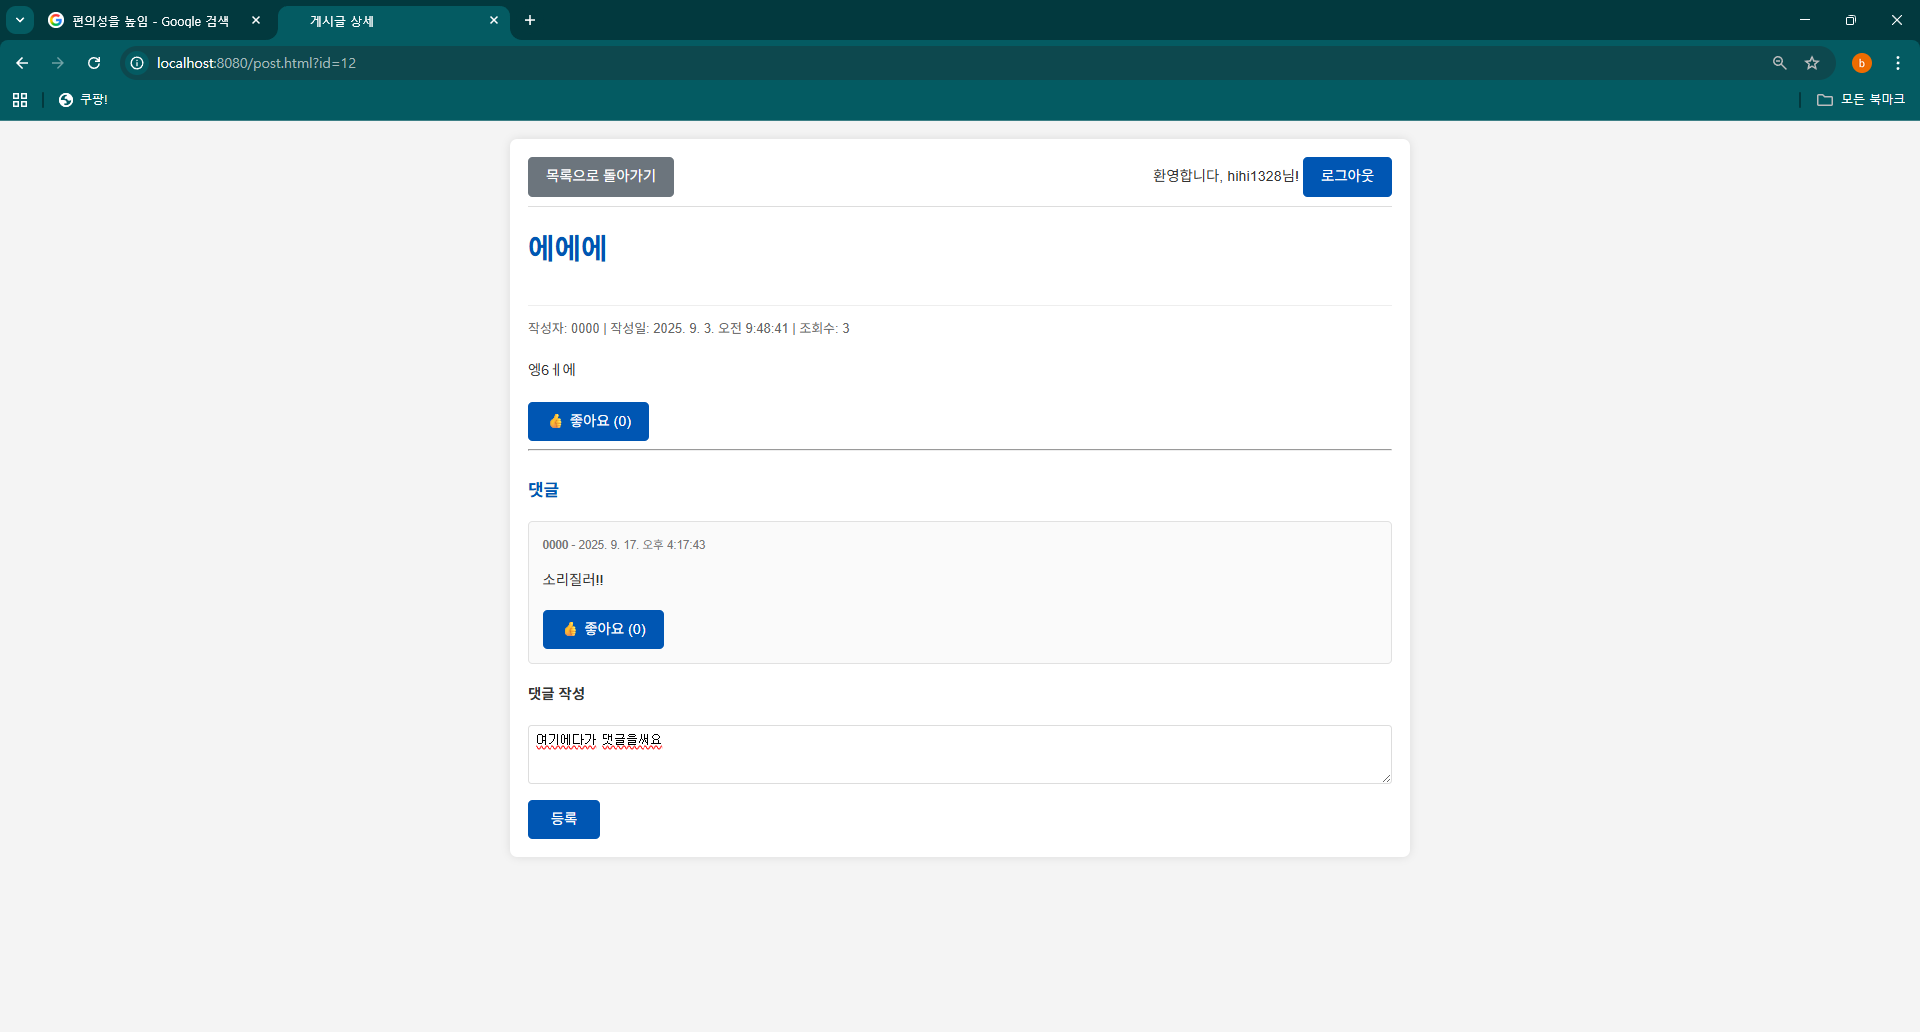 편의성을 높임 - Google 검색
게시글 상세
localhost:8080/post.html?id=12
b
쿠팡!
모든 북마크
목록으로 돌아가기
환영합니다, hihi1328님!
로그아웃
에에에
작성자: 0000 | 작성일: 2025. 9. 3. 오전 9:48:41 | 조회수: 3
엥6ㅔ에
👍 좋아요 (0)
댓글
0000 - 2025. 9. 17. 오후 4:17:43
소리질러!!
👍 좋아요 (0)
댓글 작성
여기에다가 댓글을써요
등록